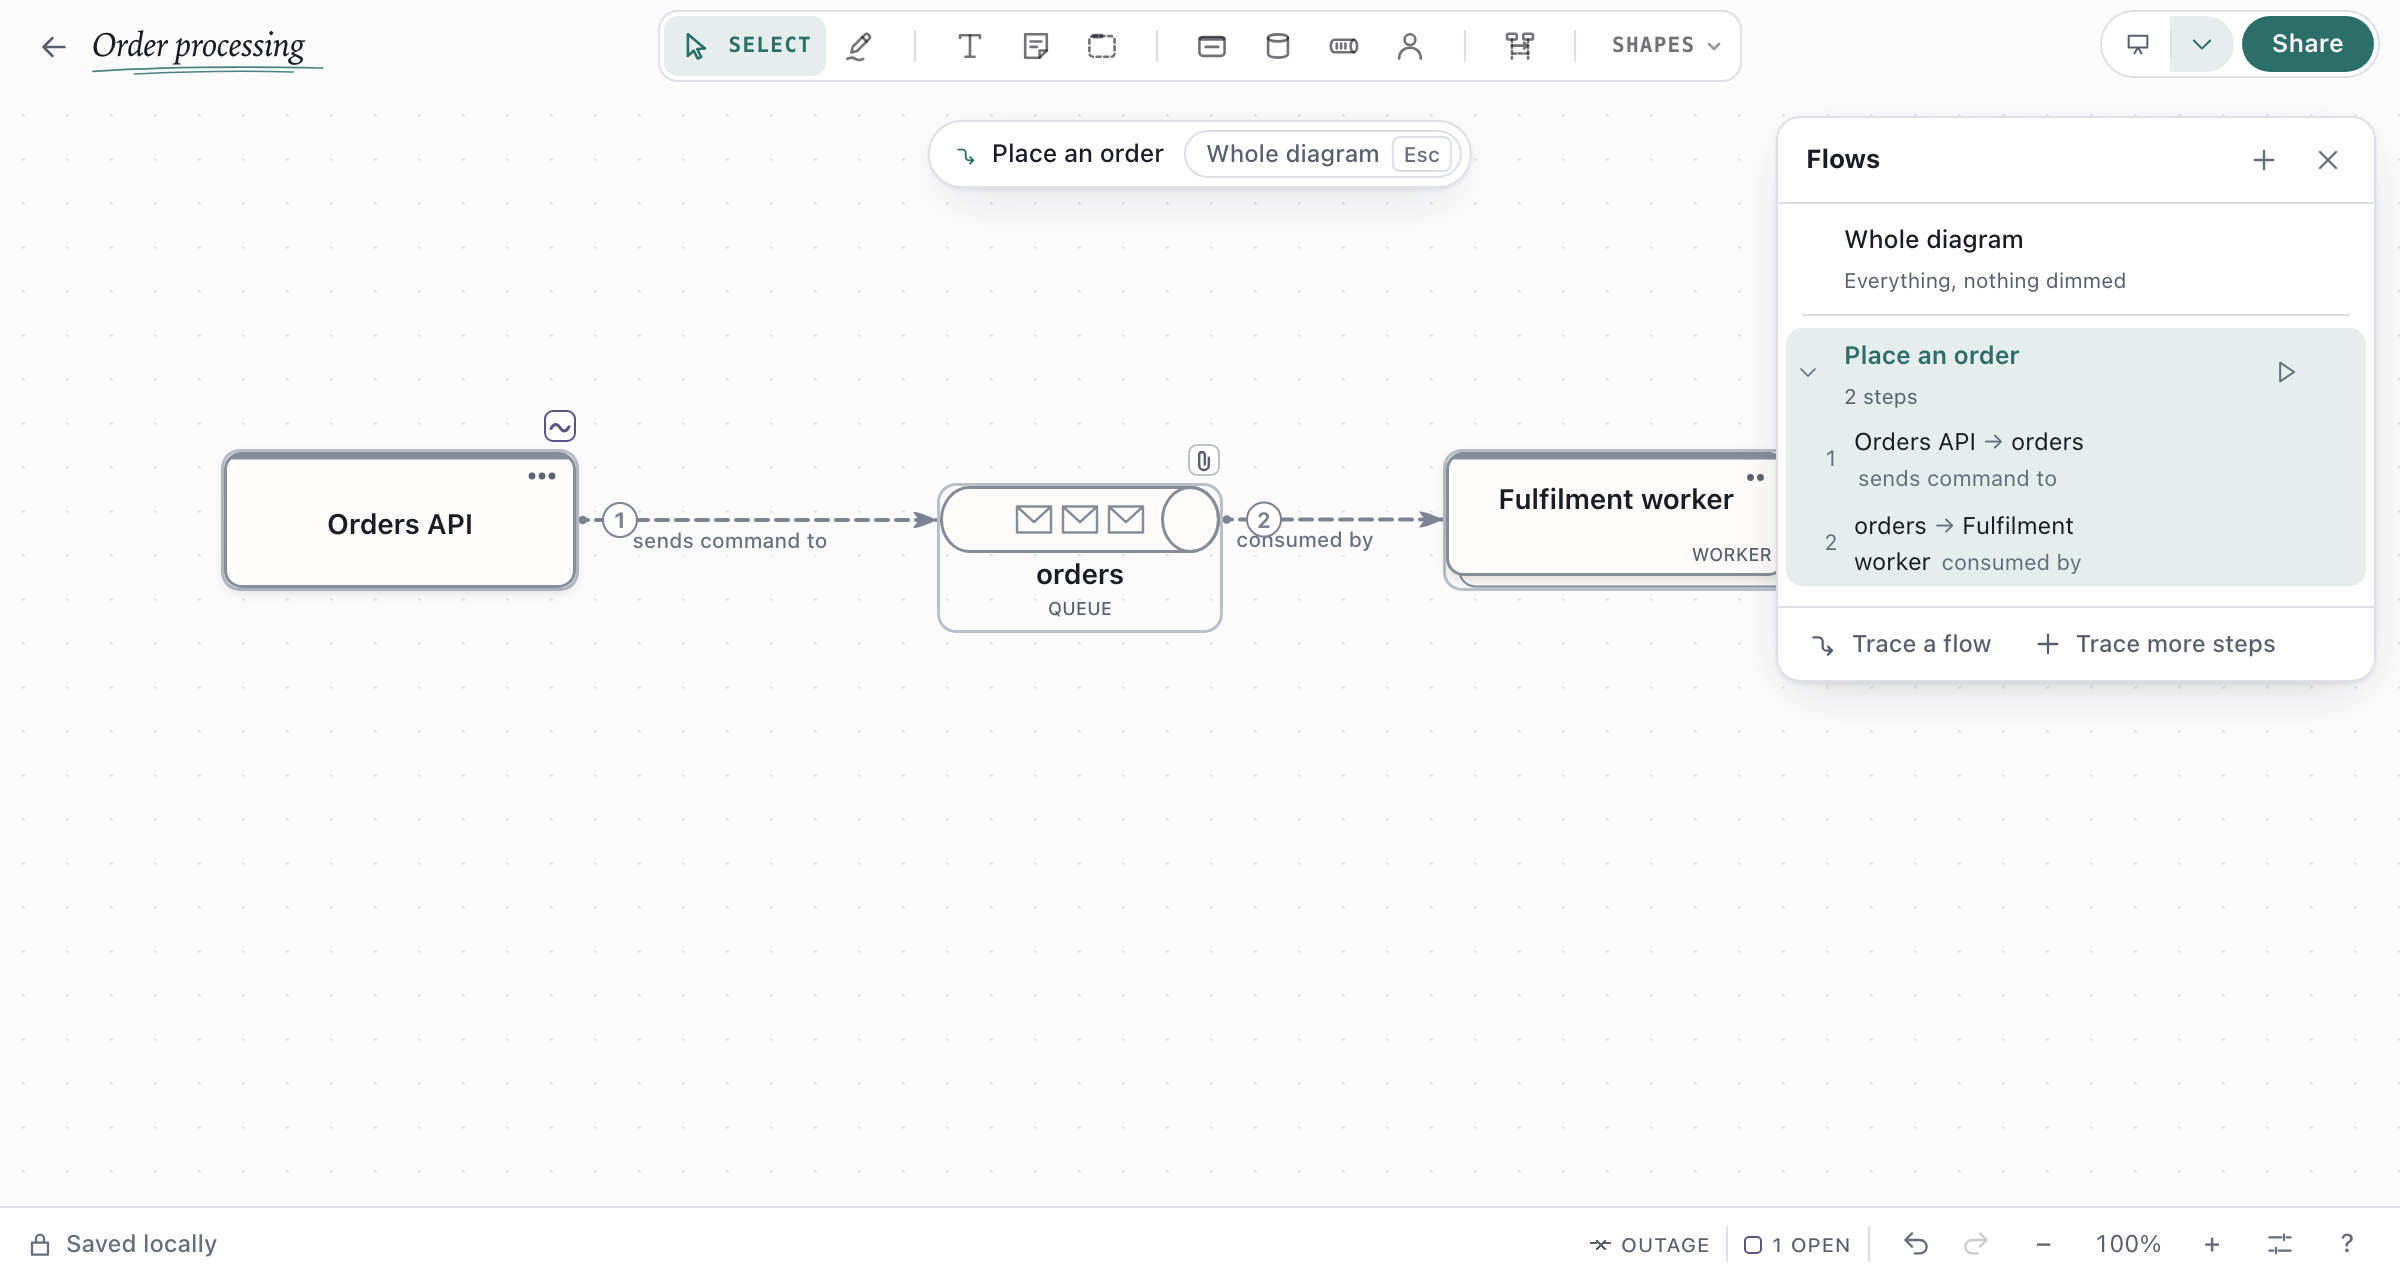 Order processing
SELECT
SHAPES
Share
Place an order
Whole diagram
Esc
Flows
Whole diagram
Everything, nothing dimmed
Place an order
2 steps
1
Orders API → orders
sends command to
2
orders → Fulfilment
worker consumed by
Trace a flow
Trace more steps
Orders API
1
sends command to
orders
QUEUE
2
consumed by
Fulfilment worker
WORKER
Saved locally
OUTAGE
1 OPEN
100%
?